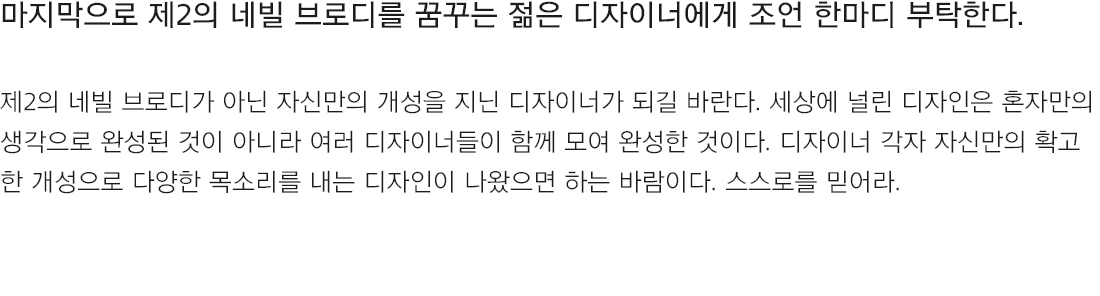 마지막으로 제2의 네빌 브로디를 꿈꾸는 젊은 디자이너에게 조언 한마디 부탁한다.
제2의 네빌 브로디가 아닌 자신만의 개성을 지닌 디자이너가 되길 바란다. 세상에 널린 디자인은 혼자만의
생각으로 완성된 것이 아니라 여러 디자이너들이 함께 모여 완성한 것이다. 디자이너 각자 자신만의 확고
한 개성으로 다양한 목소리를 내는 디자인이 나왔으면 하는 바람이다. 스스로를 믿어라.